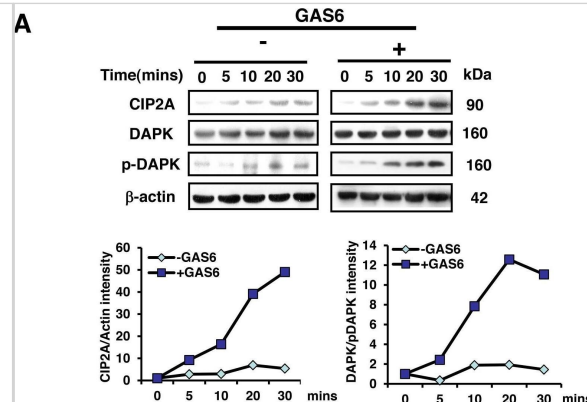 A
GAS6
- +
Time(mins) 0 5 10 20 30 0 5 10 20 30 kDa
CIP2A 90
DAPK 160
p-DAPK 160
β-actin 42
CIP2A/Actin intensity
60
50
40
30
20
10
0
-GAS6
+GAS6
0 5 10 20 30 mins
DAPK/pDAPK intensity
14
12
10
8
6
4
2
0
-GAS6
+GAS6
0 5 10 20 30 mins